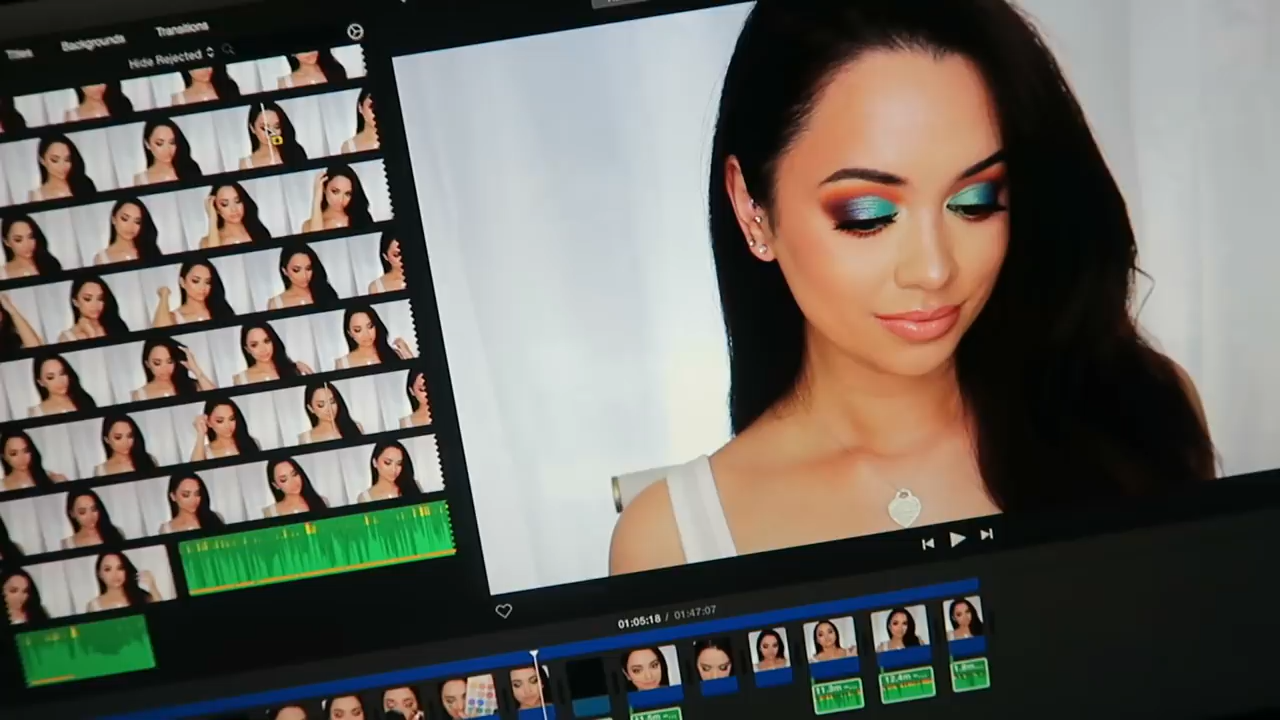 Titles Backgrounds Transitions
Hide Rejected
01:05:18 / 01:47:07
11.3m
12.4m